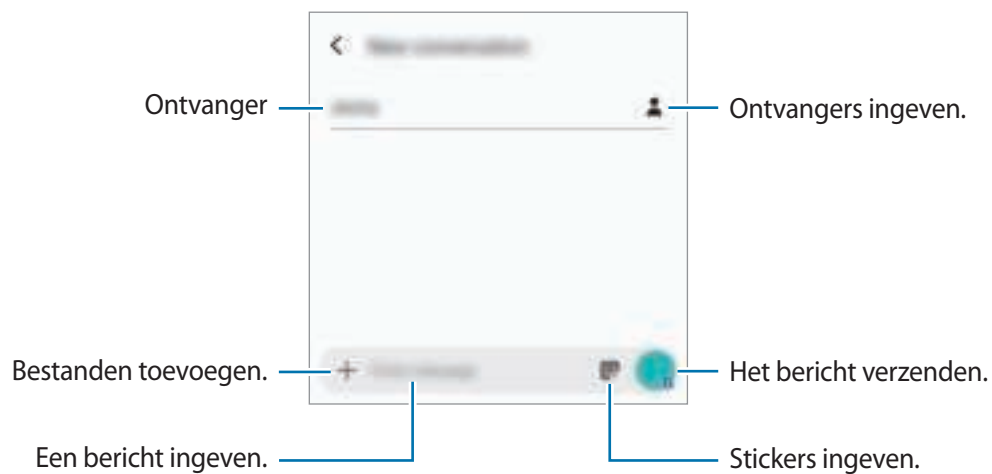 Ontvanger
Ontvangers ingeven.
Bestanden toevoegen.
Het bericht verzenden.
Een bericht ingeven.
Stickers ingeven.